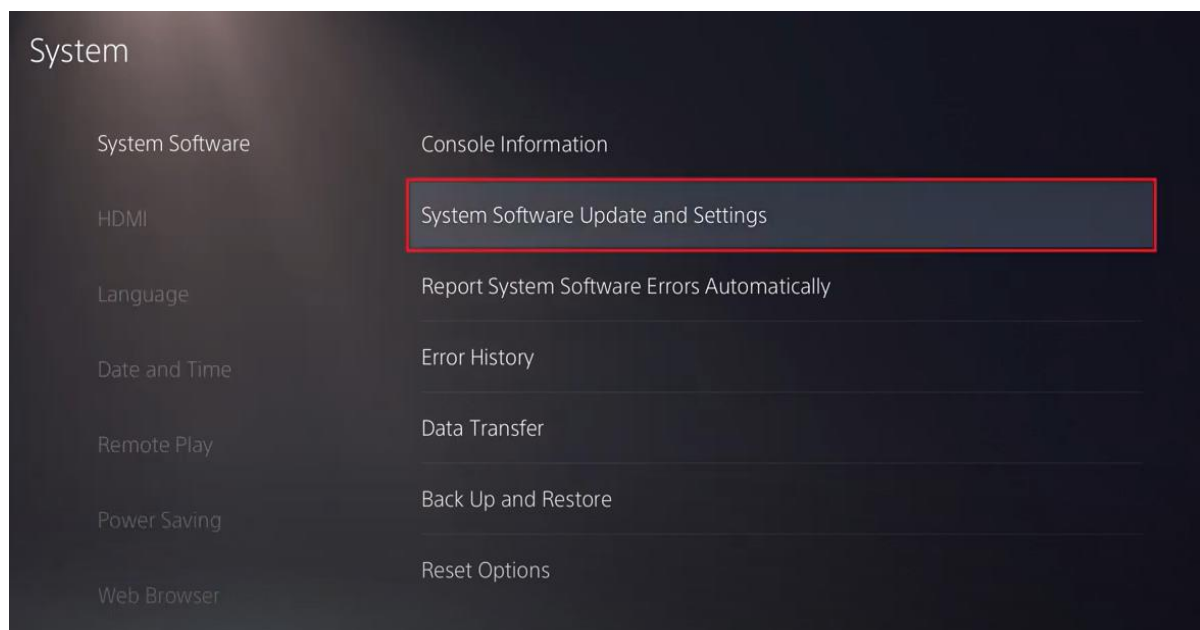 System
System Software
HDMI
Language
Date and Time
Remote Play
Power Saving
Web Browser
Console Information
System Software Update and Settings
Report System Software Errors Automatically
Error History
Data Transfer
Back Up and Restore
Reset Options